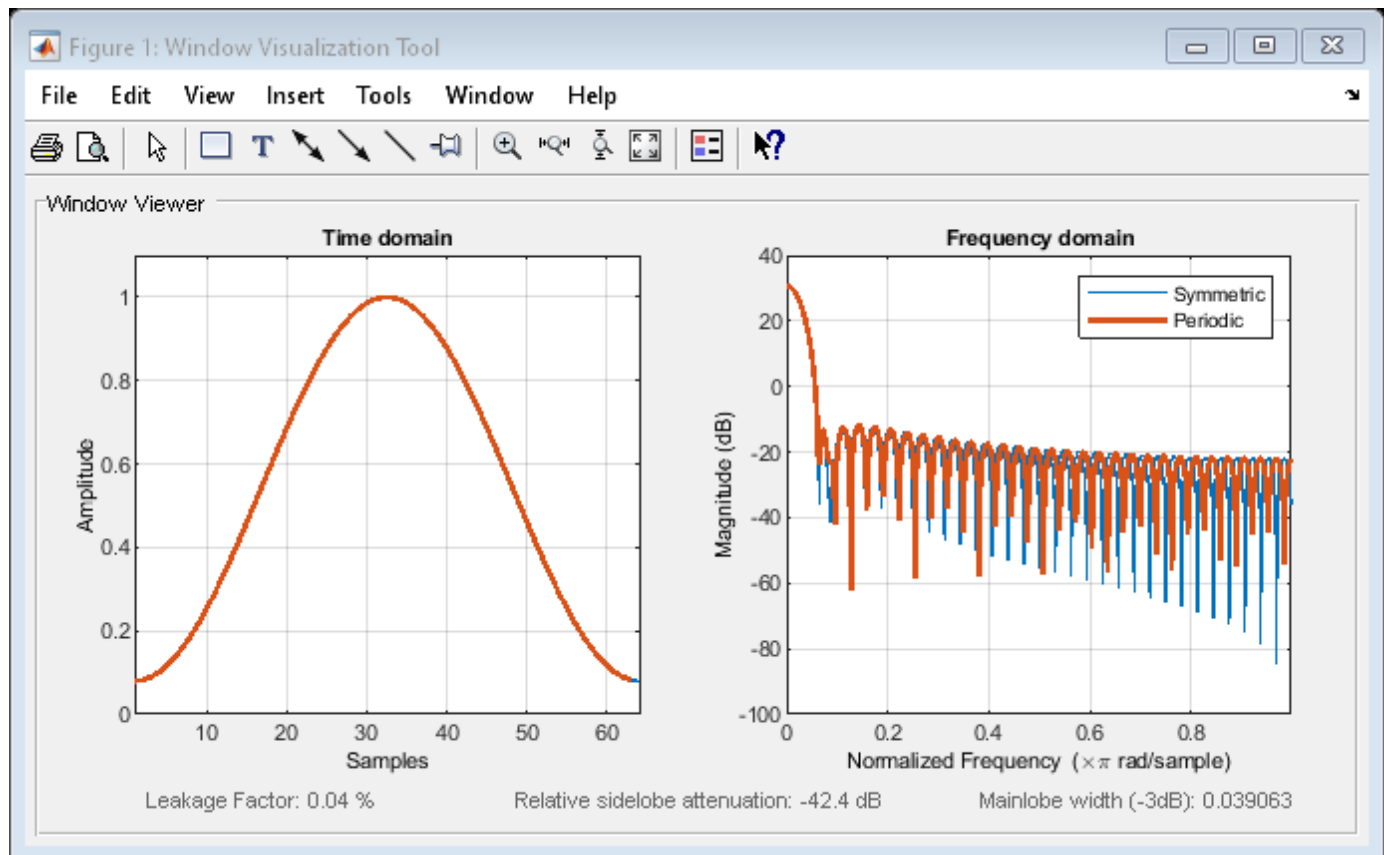 Figure 1: Window Visualization Tool
File Edit View Insert Tools Window Help
T
?
Window Viewer
Time domain
1
0.8
0.6
0.4
0.2
0
Amplitude
10 20 30 40 50 60
Samples
Frequency domain
40
20
0
-20
-40
-60
-80
-100
Magnitude (dB)
Symmetric
Periodic
0 0.2 0.4 0.6 0.8
Normalized Frequency (×π rad/sample)
Leakage Factor: 0.04 % Relative sidelobe attenuation: -42.4 dB Mainlobe width (-3dB): 0.039063